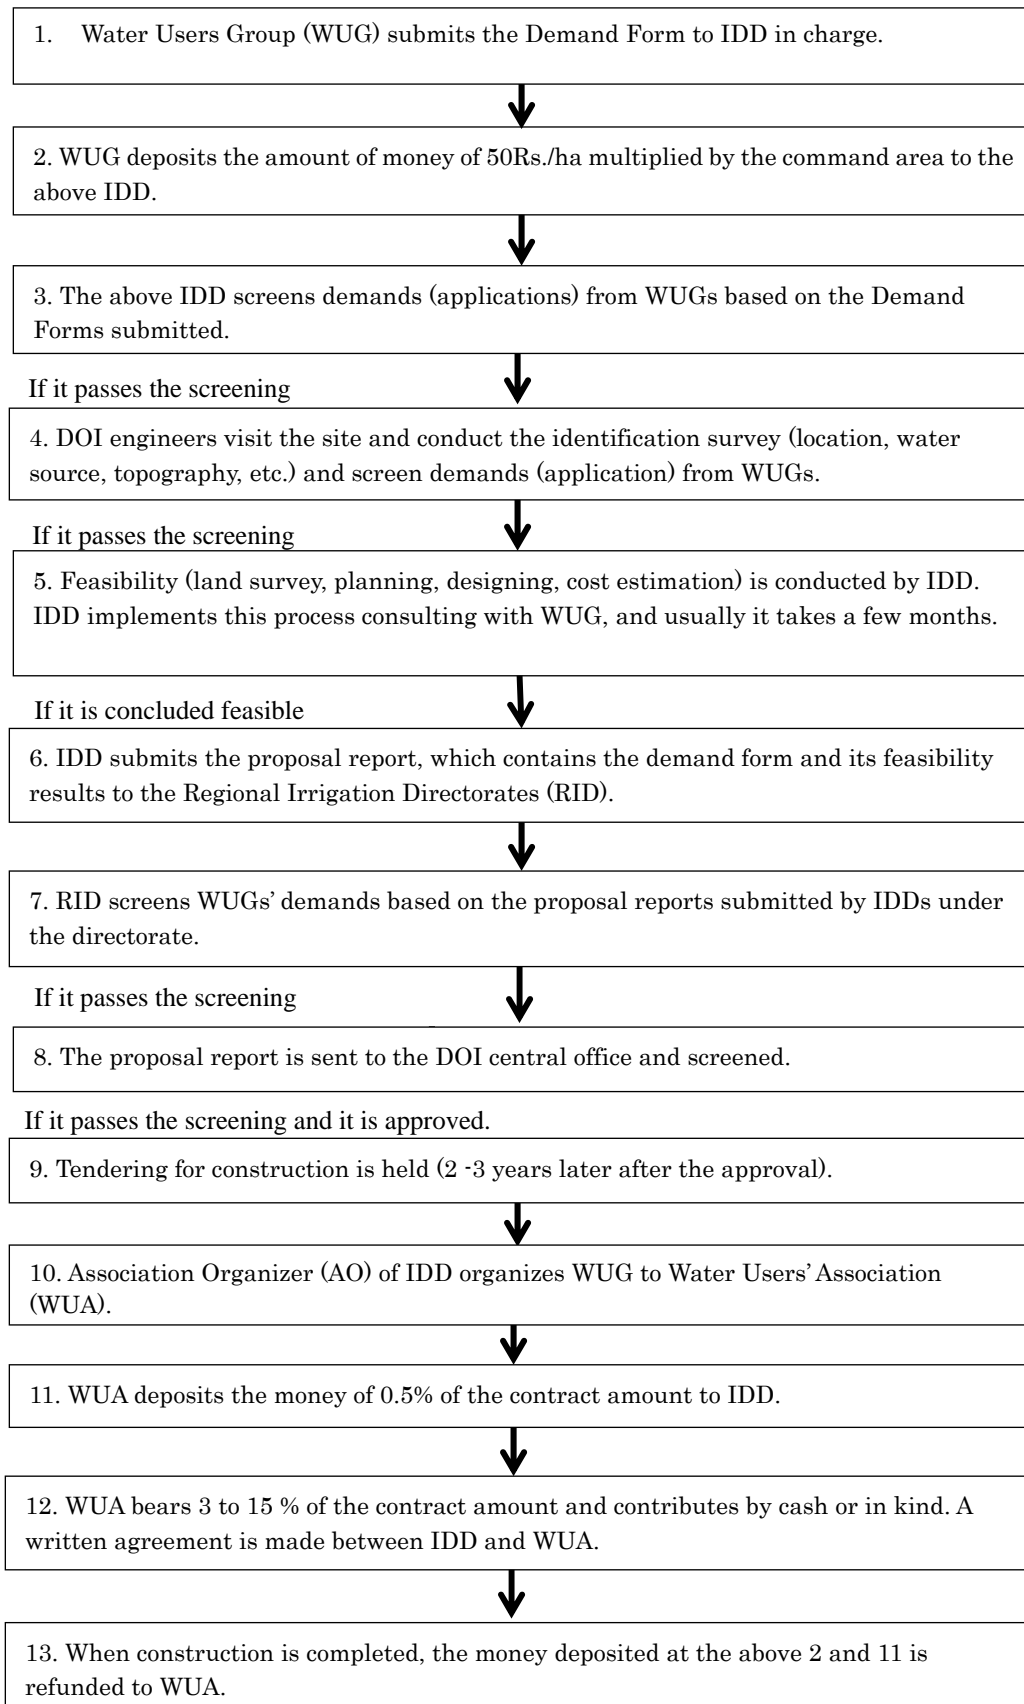 1. Water Users Group (WUG) submits the Demand Form to IDD in charge.
2. WUG deposits the amount of money of 50Rs./ha multiplied by the command area to the
above IDD.
3. The above IDD screens demands (applications) from WUGs based on the Demand
Forms submitted.
If it passes the screening
4. DOI engineers visit the site and conduct the identification survey (location, water
source, topography, etc.) and screen demands (application) from WUGs.
If it passes the screening
5. Feasibility (land survey, planning, designing, cost estimation) is conducted by IDD.
IDD implements this process consulting with WUG, and usually it takes a few months.
If it is concluded feasible
6. IDD submits the proposal report, which contains the demand form and its feasibility
results to the Regional Irrigation Directorates (RID).
7. RID screens WUGs’ demands based on the proposal reports submitted by IDDs under
the directorate.
If it passes the screening
8. The proposal report is sent to the DOI central office and screened.
If it passes the screening and it is approved.
9. Tendering for construction is held (2 -3 years later after the approval).
10. Association Organizer (AO) of IDD organizes WUG to Water Users’ Association
(WUA).
11. WUA deposits the money of 0.5% of the contract amount to IDD.
12. WUA bears 3 to 15 % of the contract amount and contributes by cash or in kind. A
written agreement is made between IDD and WUA.
13. When construction is completed, the money deposited at the above 2 and 11 is
refunded to WUA.